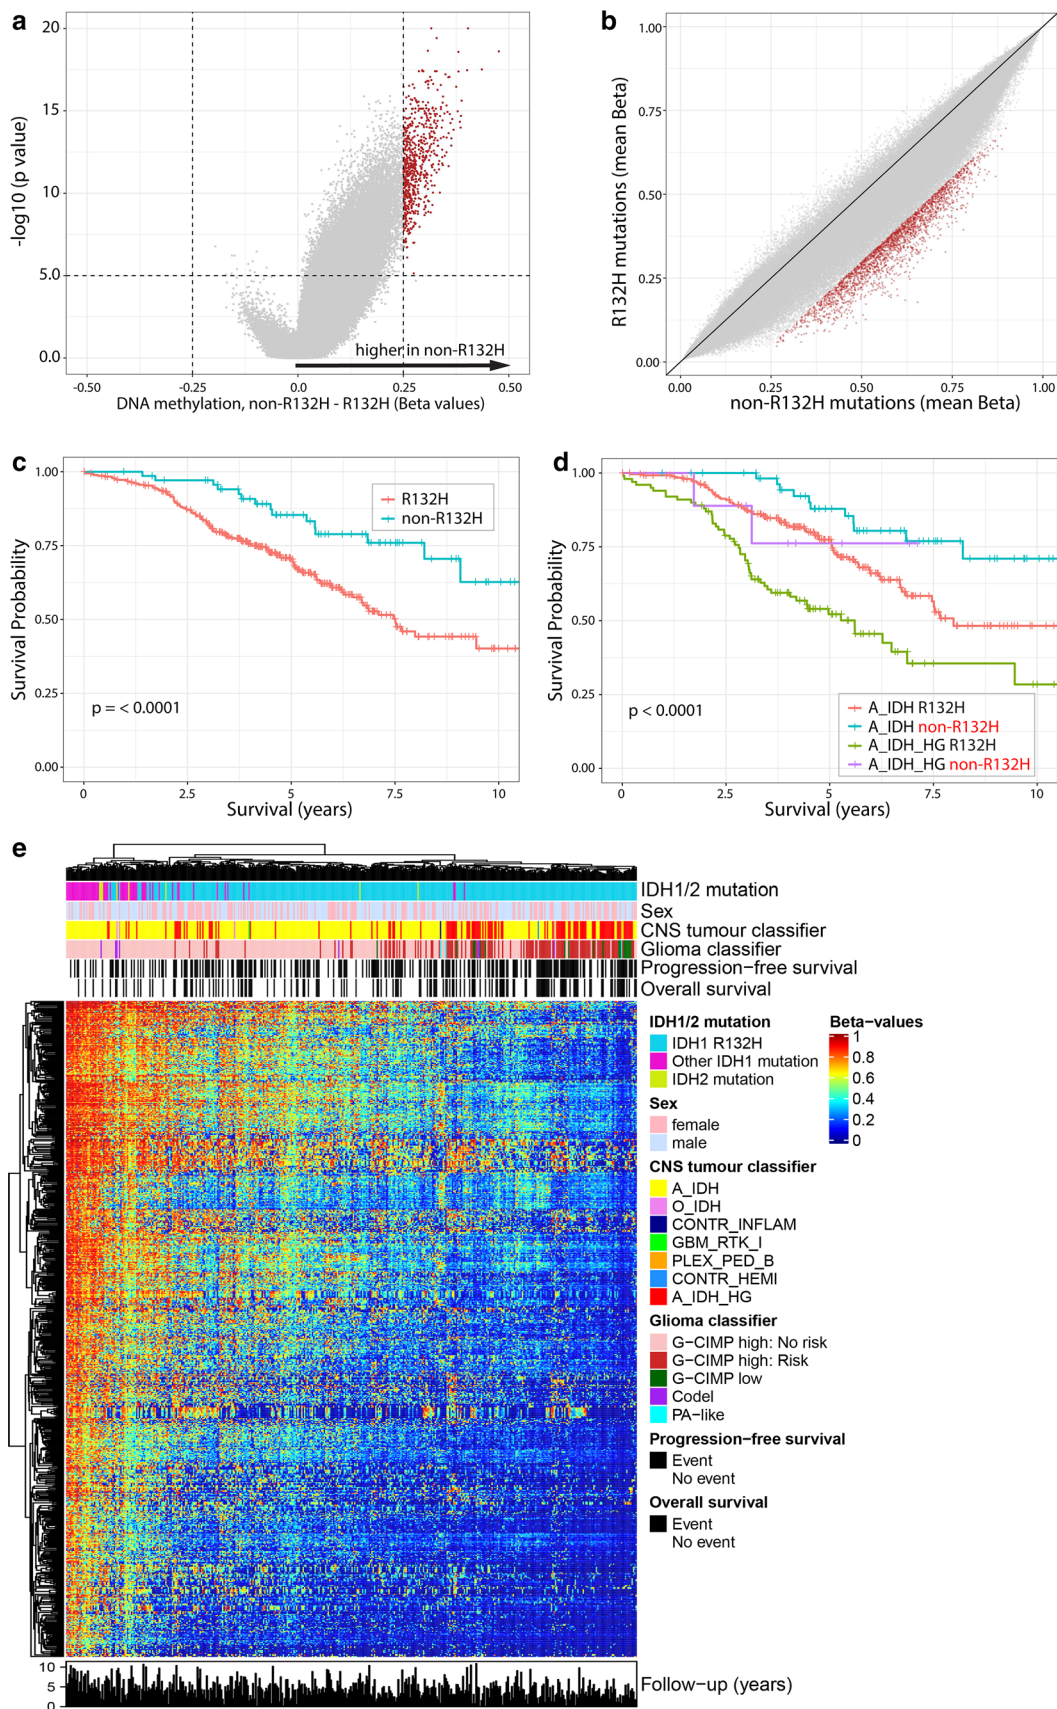 a
20
15
10
5.0
0.0
-log10 (p value)
higher in non-R132H
-0.50
-0.25
0.0
0.25
0.50
DNA methylation, non-R132H - R132H (Beta values)
b
1.00
0.75
0.50
0.25
0.00
R132H mutations (mean Beta)
0.00
0.25
0.50
0.75
1.00
non-R132H mutations (mean Beta)
c
1.00
0.75
0.50
0.25
0.00
Survival Probability
R132H
non-R132H
p = < 0.0001
0
2.5
5
7.5
10
Survival (years)
d
1.00
0.75
0.50
0.25
0.00
Survival Probability
p < 0.0001
A_IDH R132H
A_IDH non-R132H
A_IDH_HG R132H
A_IDH_HG non-R132H
0
2.5
5
7.5
10
Survival (years)
e
IDH1/2 mutation
Sex
CNS tumour classifier
Glioma classifier
Progression-free survival
Overall survival
IDH1/2 mutation
IDH1 R132H
Other IDH1 mutation
IDH2 mutation
Sex
female
male
CNS tumour classifier
A_IDH
O_IDH
CONTR_INFLAM
GBM_RTK_I
PLEX_PED_B
CONTR_HEMI
A_IDH_HG
Glioma classifier
G-CIMP high: No risk
G-CIMP high: Risk
G-CIMP low
Codel
PA-like
Progression-free survival
Event
No event
Overall survival
Event
No event
Beta-values
1
0.8
0.6
0.4
0.2
0
10
5
0
Follow-up (years)